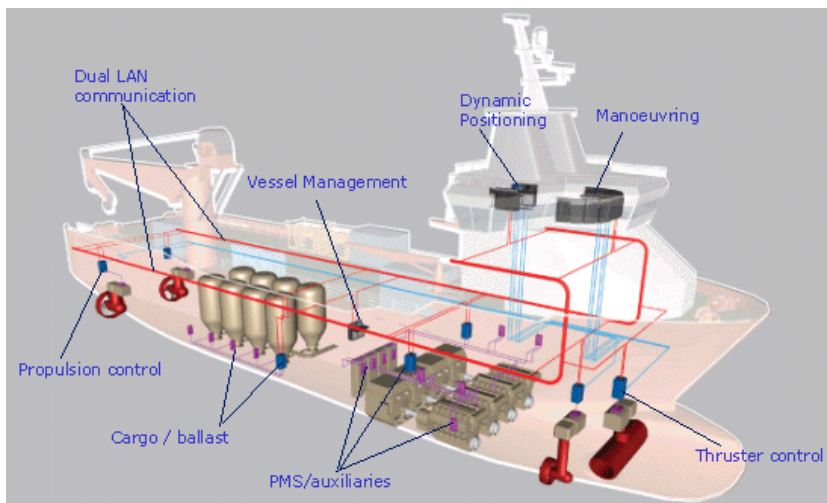 Dual LAN
communication
Dynamic
Positioning
Manoeuvring
Vessel Management
Propulsion control
Cargo / ballast
PMS/auxiliaries
Thruster control